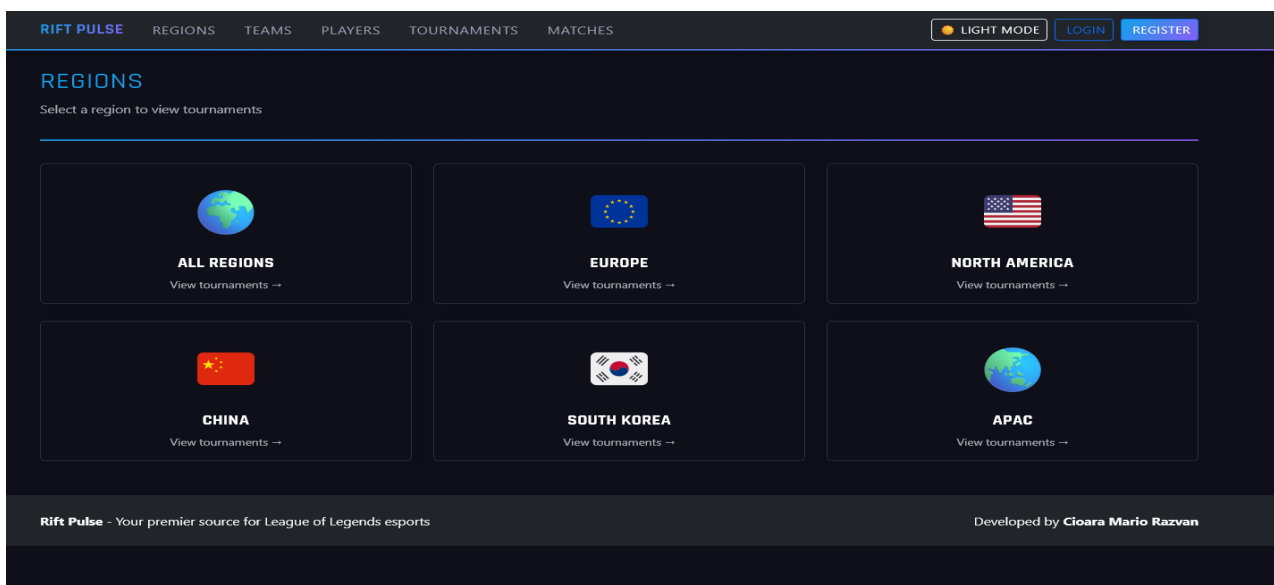 RIFT PULSE REGIONS TEAMS PLAYERS TOURNAMENTS MATCHES LIGHT MODE LOGIN REGISTER
REGIONS
Select a region to view tournaments
ALL REGIONS
View tournaments →
EUROPE
View tournaments →
NORTH AMERICA
View tournaments →
CHINA
View tournaments →
SOUTH KOREA
View tournaments →
APAC
View tournaments →
Rift Pulse - Your premier source for League of Legends esports
Developed by Cioara Mario Razvan